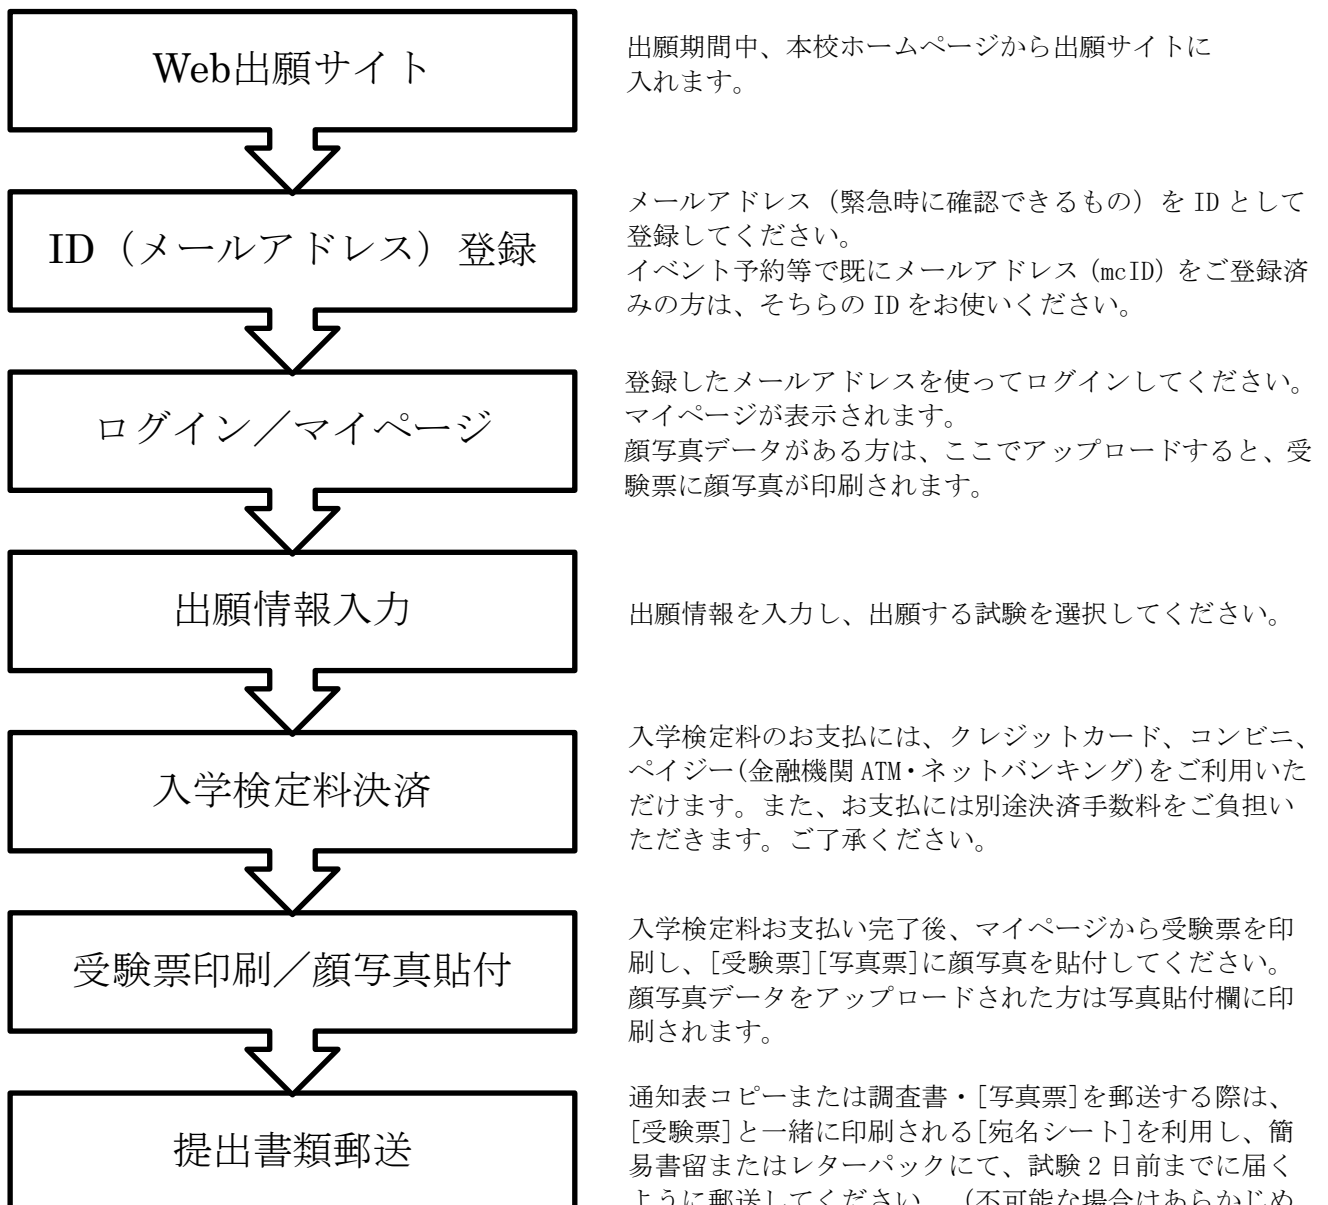 Web出願サイト
出願期間中、本校ホームページから出願サイトに
入れます。
ID（メールアドレス）登録
メールアドレス（緊急時に確認できるもの）を ID として
登録してください。
イベント予約等で既にメールアドレス（mcID）をご登録済
みの方は、そちらの ID をお使いください。
ログイン／マイページ
登録したメールアドレスを使ってログインしてください。
マイページが表示されます。
顔写真データがある方は、ここでアップロードすると、受
験票に顔写真が印刷されます。
出願情報入力
出願情報を入力し、出願する試験を選択してください。
入学検定料決済
入学検定料のお支払には、クレジットカード、コンビニ、
ペイジー(金融機関 ATM・ネットバンキング)をご利用いた
だけます。また、お支払には別途決済手数料をご負担い
ただきます。ご了承ください。
受験票印刷／顔写真貼付
入学検定料お支払い完了後、マイページから受験票を印
刷し、[受験票][写真票]に顔写真を貼付してください。
顔写真データをアップロードされた方は写真貼付欄に印
刷されます。
提出書類郵送
通知表コピーまたは調査書・[写真票]を郵送する際は、
[受験票]と一緒に印刷される[宛名シート]を利用し、簡
易書留またはレターパックにて、試験 2 日前までに届く
ように郵送してください。（不可能な場合はあらかじめ